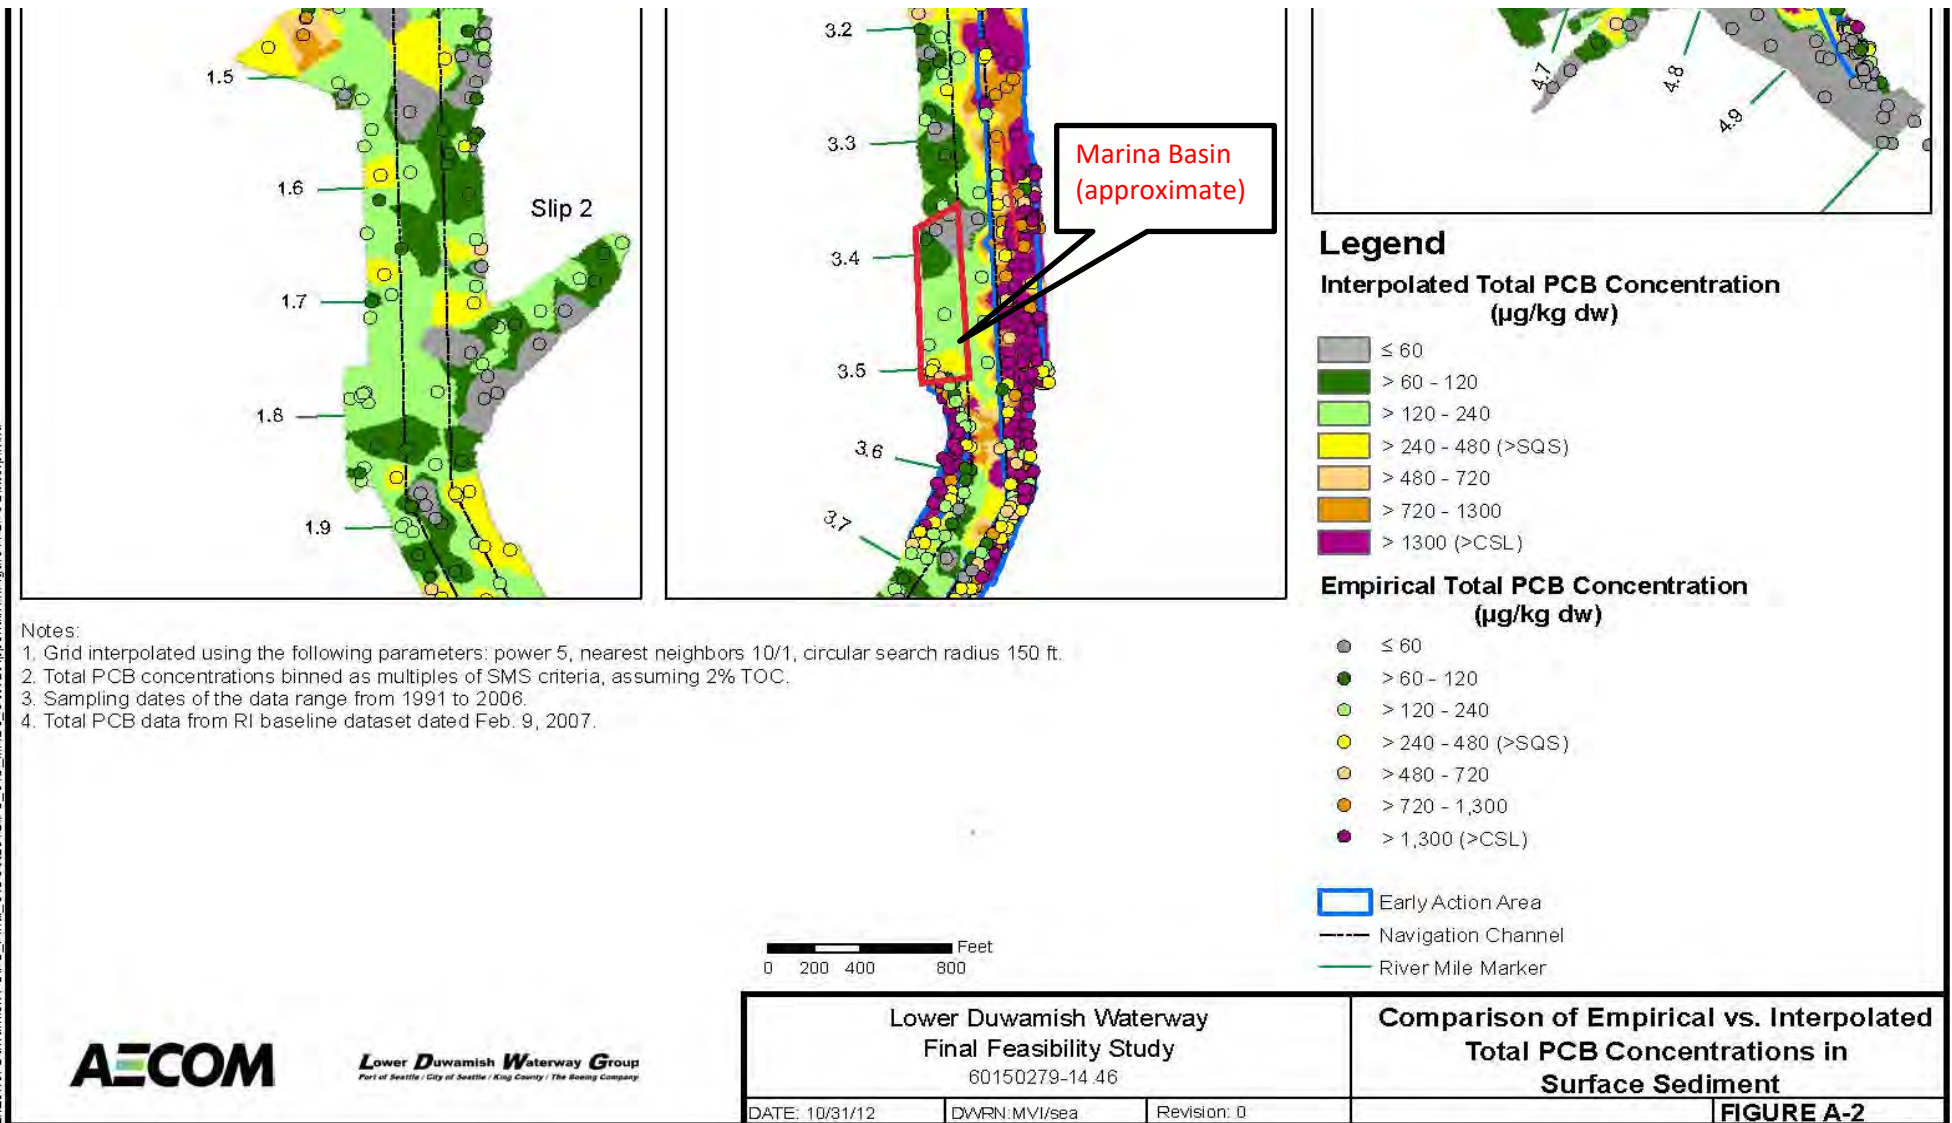 1.5
1.6
1.7
1.8
1.9
Slip 2
3.2
3.3
3.4
3.5
3.6
3.7
Marina Basin
(approximate)
4.7
4.8
4.9
Legend
Interpolated Total PCB Concentration
(µg/kg dw)
≤ 60
> 60 - 120
> 120 - 240
> 240 - 480 (>SQS)
> 480 - 720
> 720 - 1300
> 1300 (>CSL)
Empirical Total PCB Concentration
(µg/kg dw)
≤ 60
> 60 - 120
> 120 - 240
> 240 - 480 (>SQS)
> 480 - 720
> 720 - 1,300
> 1,300 (>CSL)
Early Action Area
Navigation Channel
River Mile Marker
Notes:
1. Grid interpolated using the following parameters: power 5, nearest neighbors 10/1, circular search radius 150 ft.
2. Total PCB concentrations binned as multiples of SMS criteria, assuming 2% TOC.
3. Sampling dates of the data range from 1991 to 2006.
4. Total PCB data from RI baseline dataset dated Feb. 9, 2007.
Feet
0 200 400 800
AECOM
Lower Duwamish Waterway Group
Port of Seattle / City of Seattle / King County / The Boeing Company
Lower Duwamish Waterway
Final Feasibility Study
60150279-14.46
DATE: 10/31/12
DWRN:MVI/sea
Revision: 0
Comparison of Empirical vs. Interpolated
Total PCB Concentrations in
Surface Sediment
FIGURE A-2